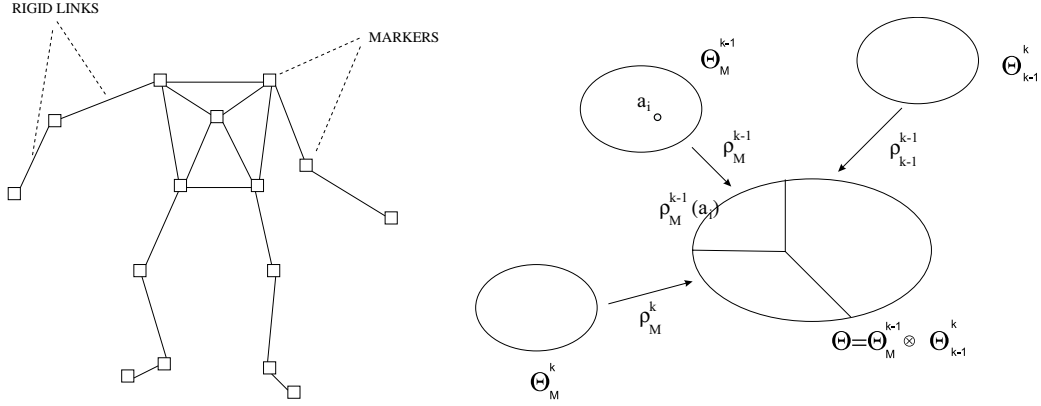 RIGID LINKS
MARKERS
Θ_M^{k-1}
a_i
ρ_M^{k-1}
Θ_{k-1}^k
ρ_{k-1}^{k-1}
ρ_M^{k-1}(a_i)
ρ_M^k
Θ_M^k
Θ=Θ_M^{k-1} ⊗ Θ_{k-1}^k